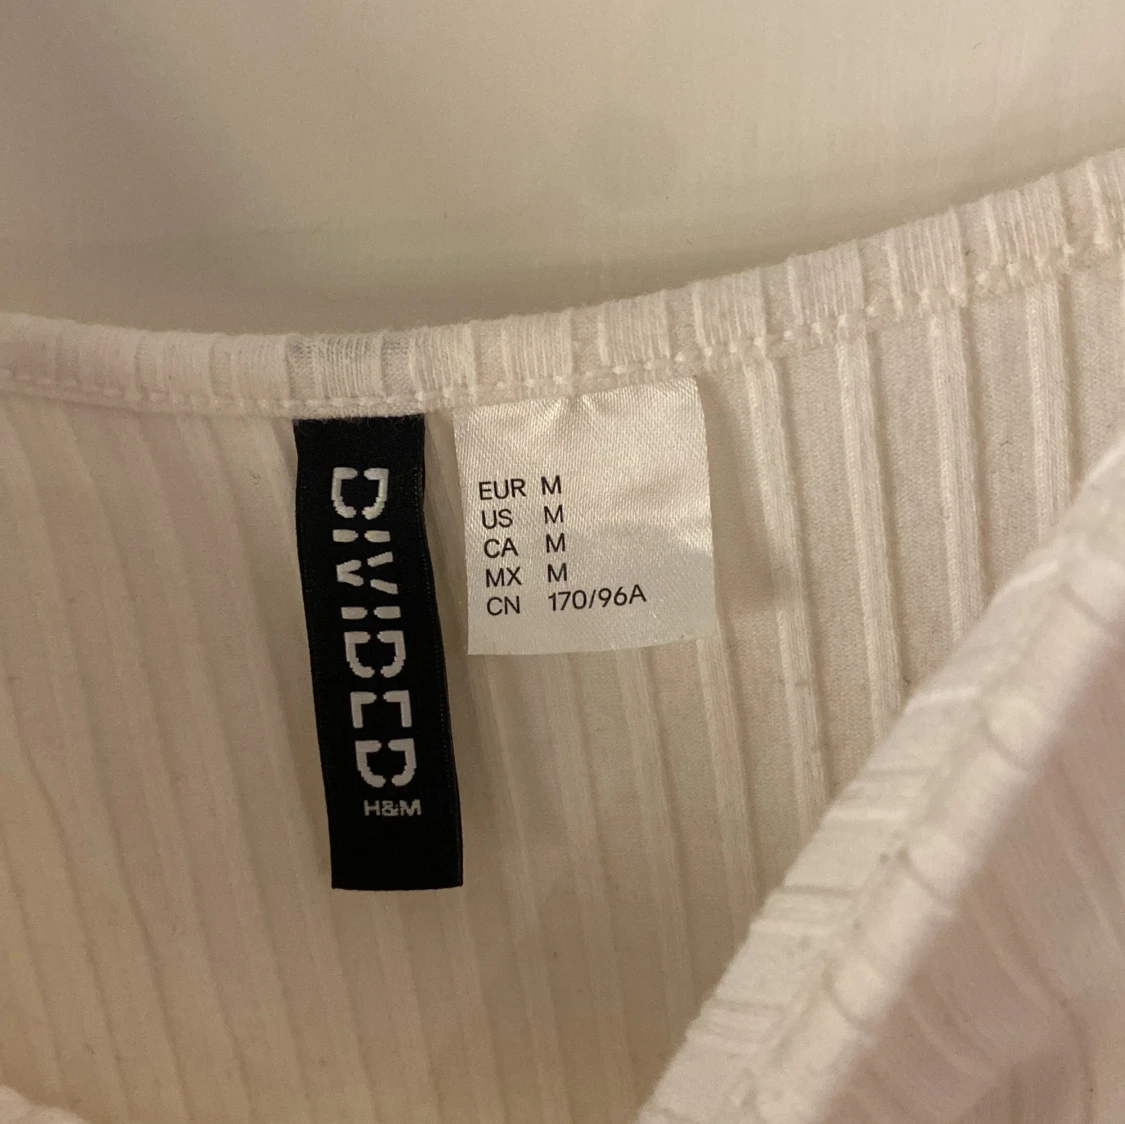 DIVIDED
H&M
EUR M
US M
CA M
MX M
CN 170/96A